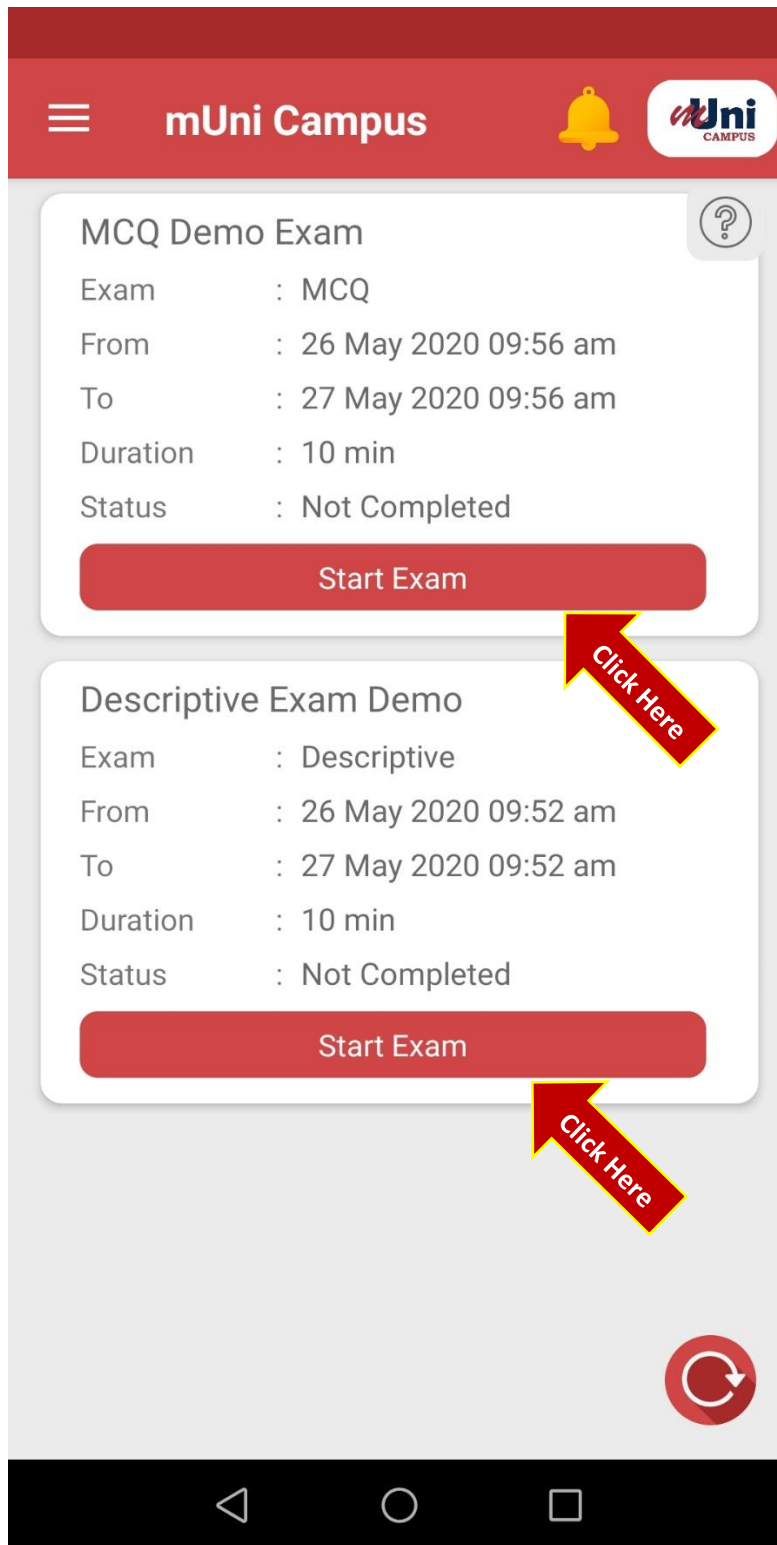 mUni Campus
mUni
CAMPUS
MCQ Demo Exam
?
Exam : MCQ
From : 26 May 2020 09:56 am
To : 27 May 2020 09:56 am
Duration : 10 min
Status : Not Completed
Start Exam
Click Here
Descriptive Exam Demo
Exam : Descriptive
From : 26 May 2020 09:52 am
To : 27 May 2020 09:52 am
Duration : 10 min
Status : Not Completed
Start Exam
Click Here